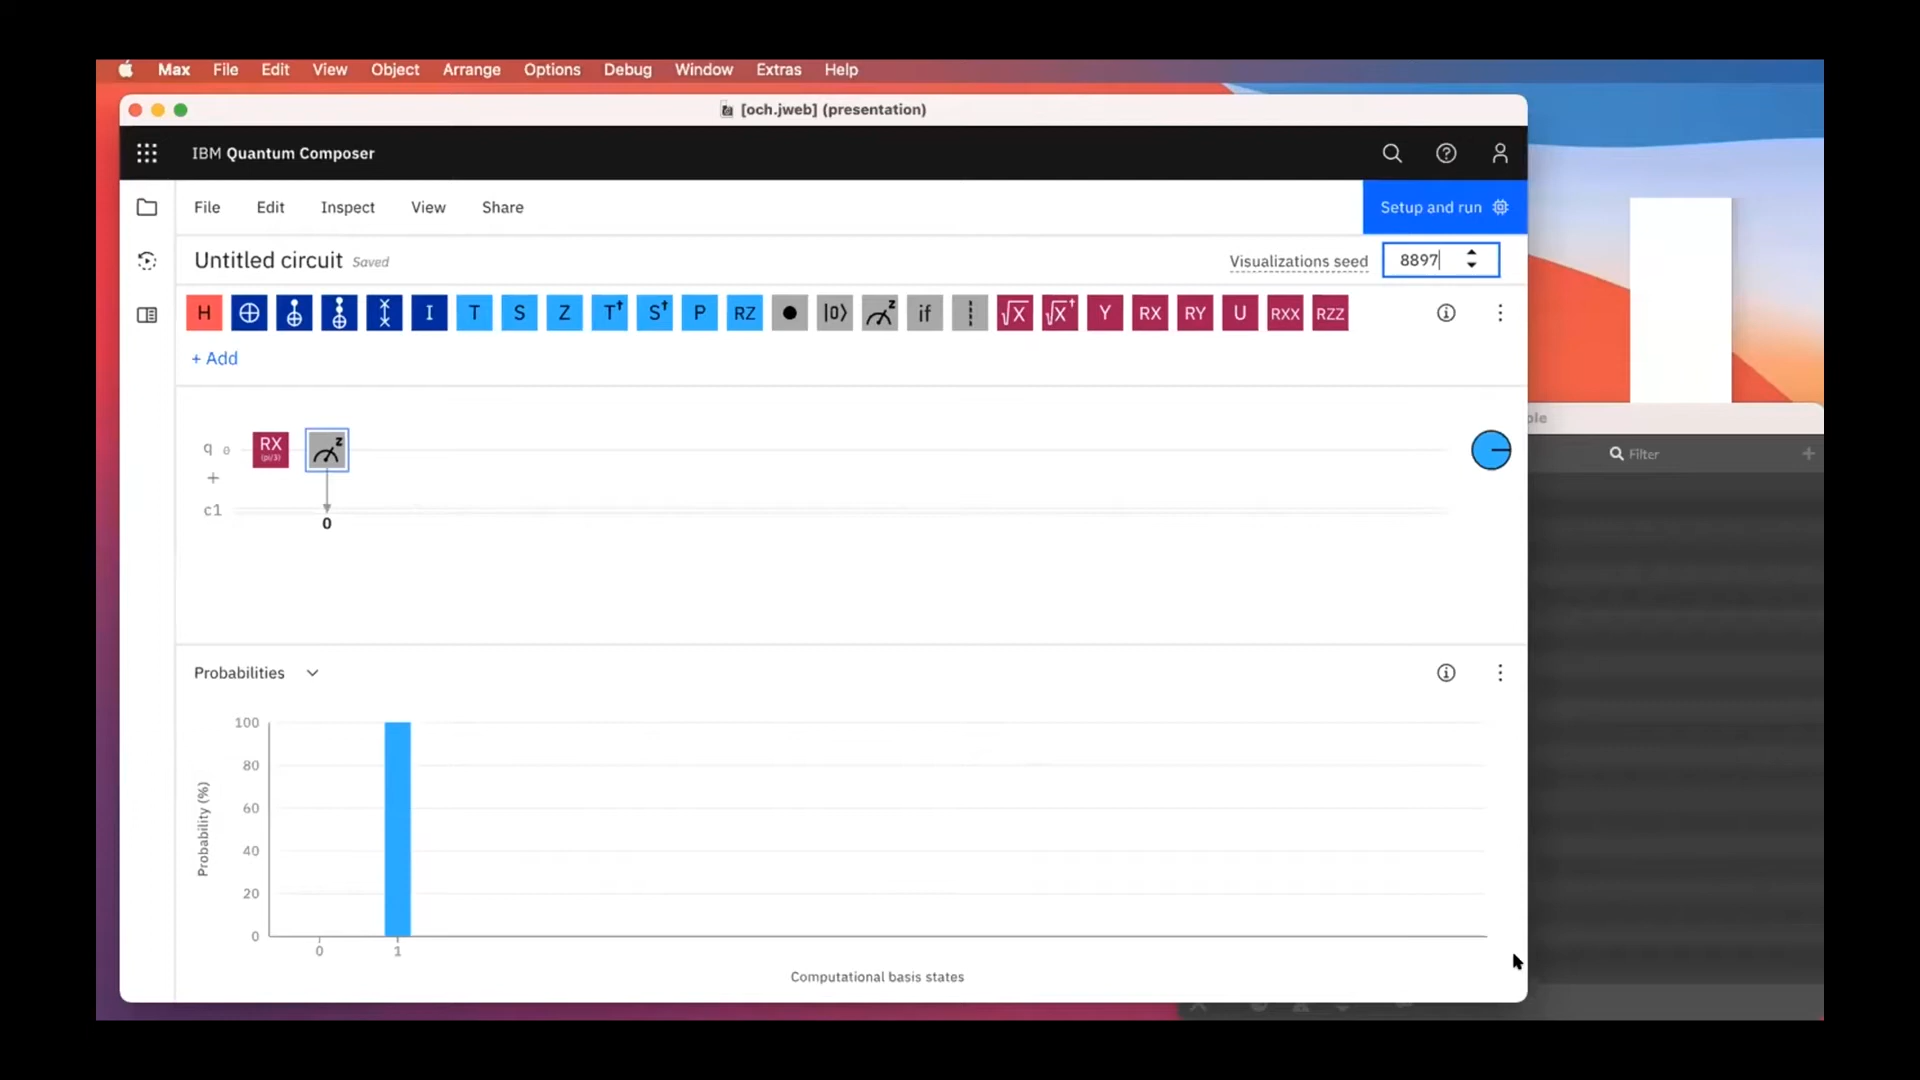 Max File Edit View Object Arrange Options Debug Window Extras Help
[och.jweb] (presentation)
IBM Quantum Composer
File Edit Inspect View Share
Setup and run
Untitled circuit Saved
Visualizations seed 8897
H I T S Z T† S† P RZ |0⟩ z if √X √X† Y RX RY U RXX RZZ
+ Add
q 0 RX z
(pi/3)
+
c1
0
Filter +
Probabilities
100
80
60
40
20
0
Probability (%)
0 1
Computational basis states